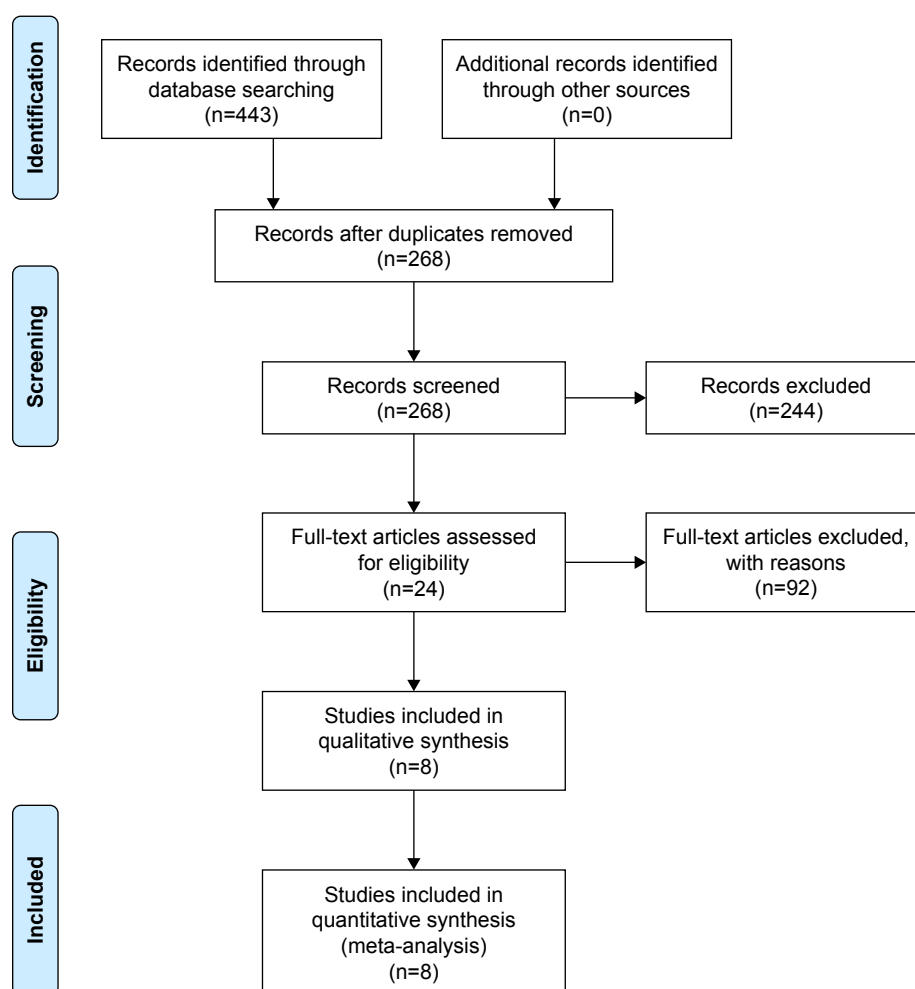 Identification
Records identified through
database searching
(n=443)
Additional records identified
through other sources
(n=0)
Records after duplicates removed
(n=268)
Screening
Records screened
(n=268)
Records excluded
(n=244)
Eligibility
Full-text articles assessed
for eligibility
(n=24)
Full-text articles excluded,
with reasons
(n=92)
Studies included in
qualitative synthesis
(n=8)
Included
Studies included in
quantitative synthesis
(meta-analysis)
(n=8)